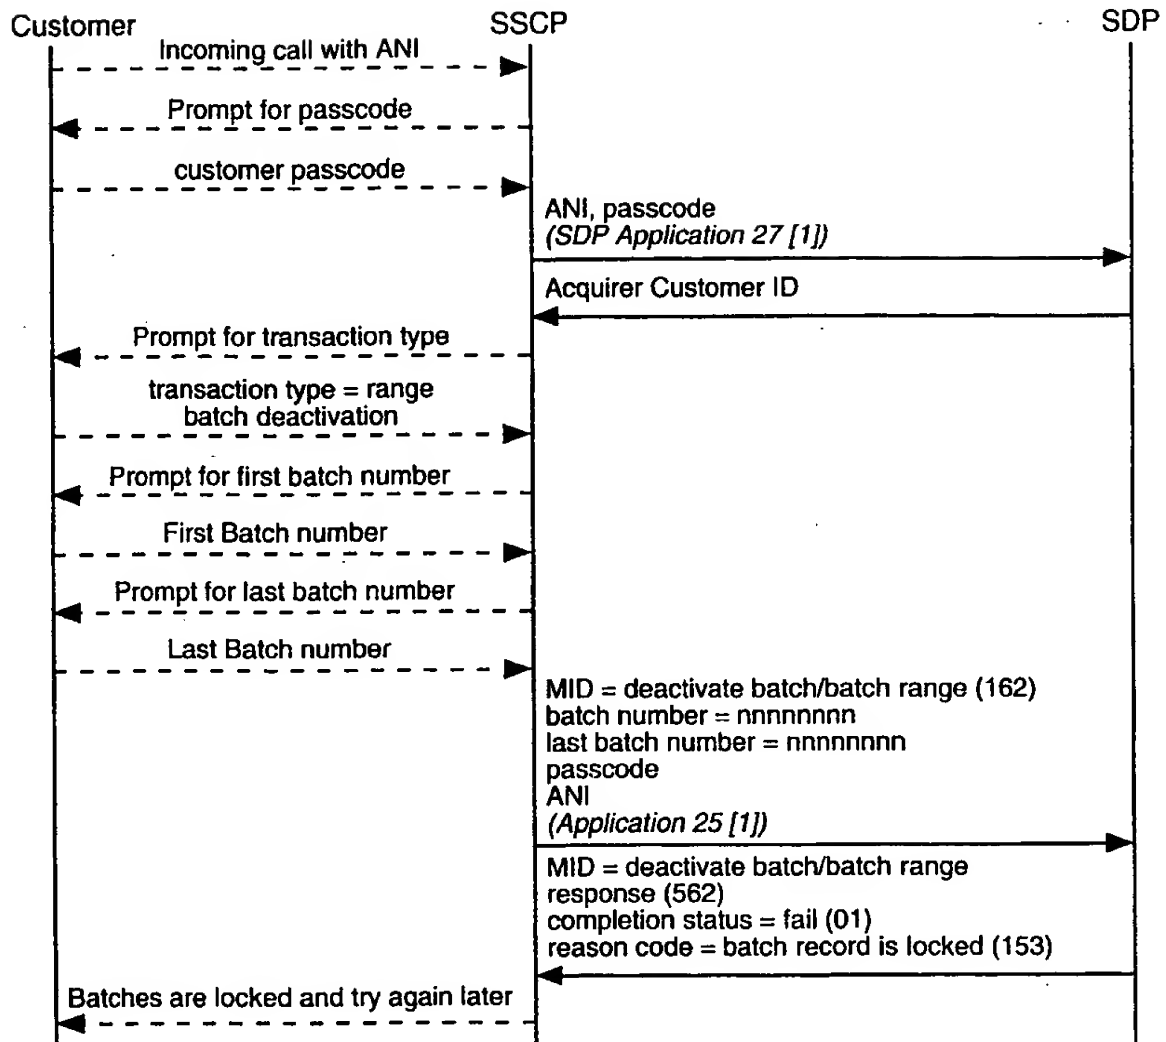 Customer
SSCP
SDP
Incoming call with ANI
Prompt for passcode
customer passcode
ANI, passcode
(SDP Application 27 [1])
Acquirer Customer ID
Prompt for transaction type
transaction type = range
batch deactivation
Prompt for first batch number
First Batch number
Prompt for last batch number
Last Batch number
MID = deactivate batch/batch range (162)
batch number = nnnnnnnnn
last batch number = nnnnnnnnn
passcode
ANI
(Application 25 [1])
MID = deactivate batch/batch range
response (562)
completion status = fail (01)
reason code = batch record is locked (153)
Batches are locked and try again later